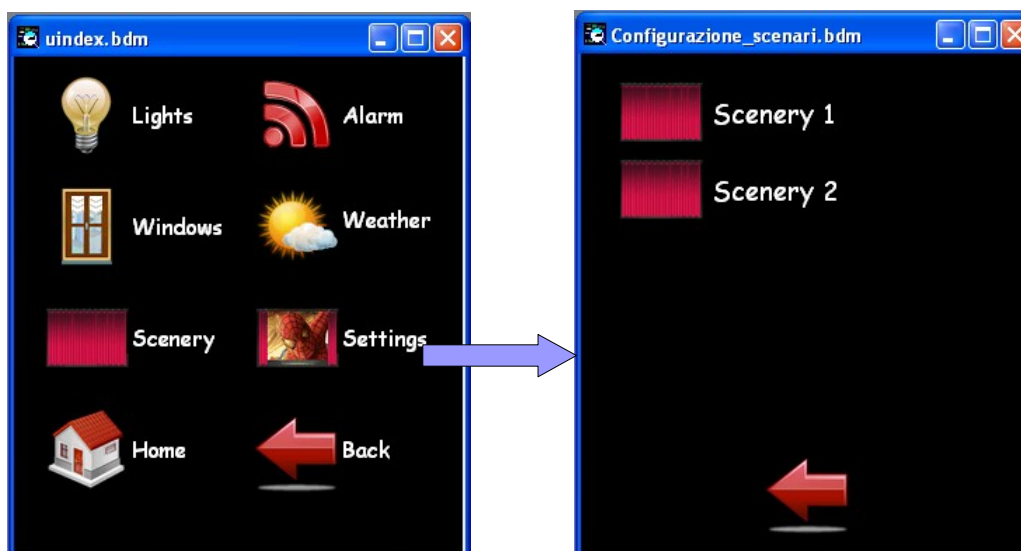 uindex.bdm
Lights
Alarm
Windows
Weather
Scenery
Settings
Home
Back
Configurazione_scenari.bdm
Scenery 1
Scenery 2